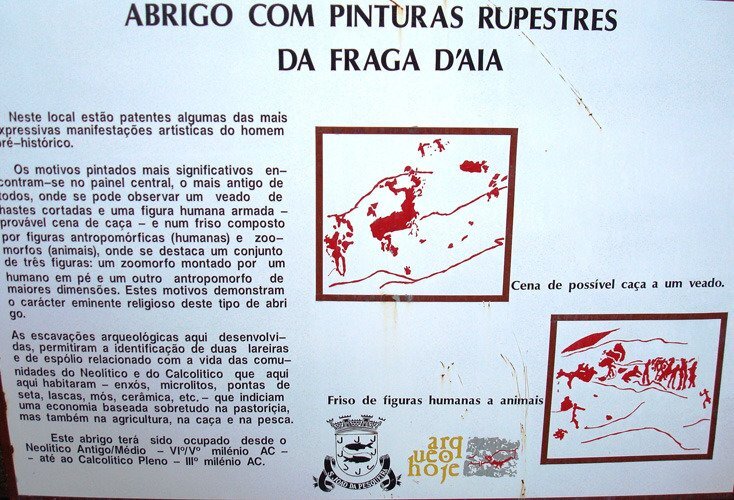 ABRIGO COM PINTURAS RUPESTRES
DA FRAGA D'AIA
Neste local estão patentes algumas das mais
xpressivas manifestações artísticas do homem
ré-histórico.
Os motivos pintados mais significativos en-
contram-se no painel central, o mais antigo de
todos, onde se pode observar um veado de
hastes cortadas e uma figura humana armada -
provável cena de caça - e num friso composto
por figuras antropomórficas (humanas) e zoo-
morfos (animais), onde se destaca um conjunto
de três figuras: um zoomorfo montado por um
humano em pé e um outro antropomorfo de
maiores dimensões. Estes motivos demonstram
o carácter eminente religioso deste tipo de abri
go.
As escavações arqueológicas aqui desenvolvi-
das, permitiram a identificação de duas lareiras
e de espólio relacionado com a vida das comu-
nidades do Neolítico e do Calcolítico que aqui
aqui habitaram - enxós, microlitos, pontas de
seta, lascas, mós, cerâmica, etc. - que indiciam
uma economia baseada sobretudo na pastoricia,
mas também na agricultura, na caça e na pesca.
Este abrigo terá sido ocupado desde o
Neolítico Antigo/Médio - VIº/Vº milénio AC -
- até ao Calcolítico Pleno - IIIº milénio AC.
Cena de possível caça a um veado.
Friso de figuras humanas a animais
arq
ueo
hoje